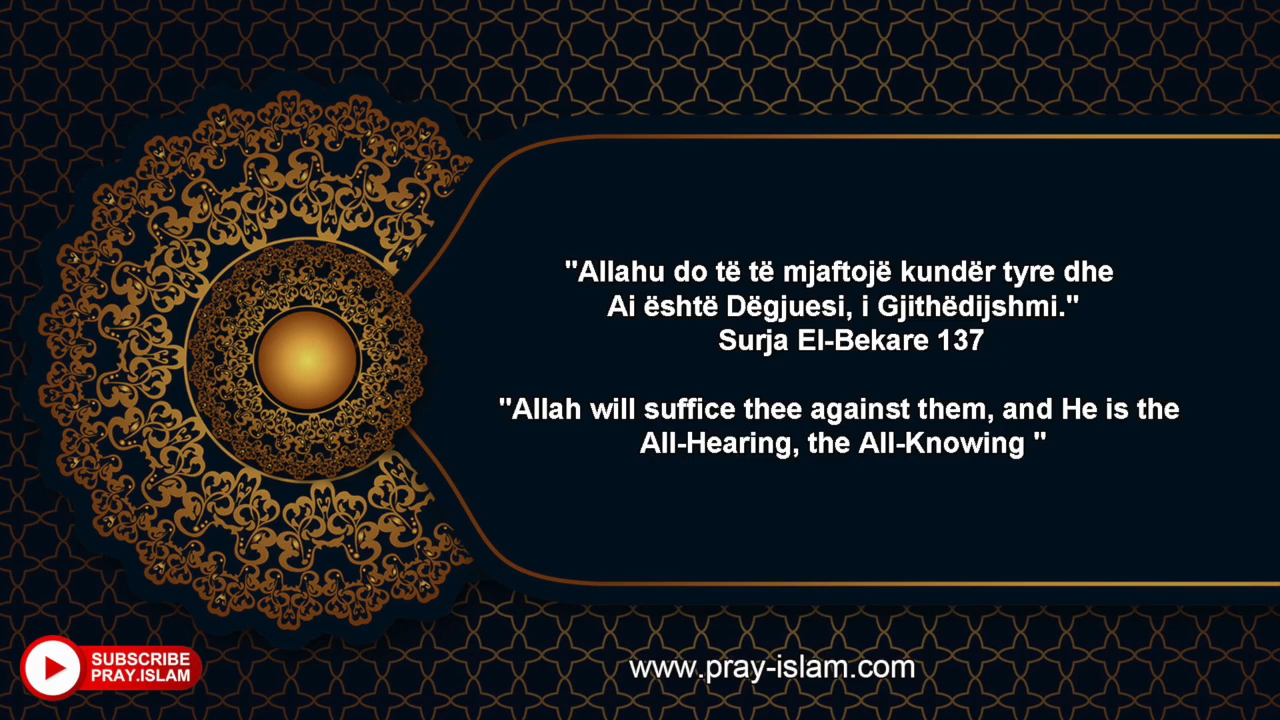 "Allahu do të të mjaftojë kundër tyre dhe
Ai është Dëgjuesi, i Gjithëdijshmi."
Surja El-Bekare 137
"Allah will suffice thee against them, and He is the
All-Hearing, the All-Knowing "
SUBSCRIBE
PRAY.ISLAM
www.pray-islam.com